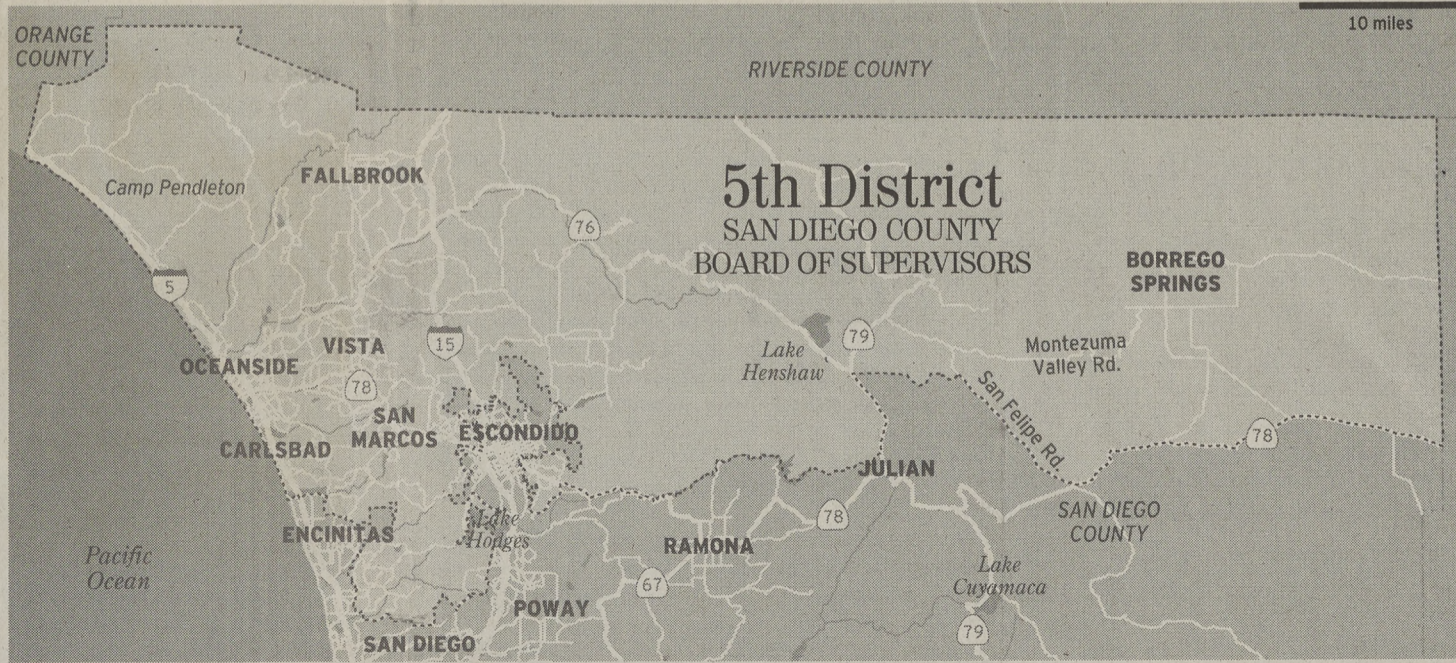 ORANGE
COUNTY
10 miles
RIVERSIDE COUNTY
Camp Pendleton
FALLBROOK
5th District
SAN DIEGO COUNTY
BOARD OF SUPERVISORS
76
BORREGO
SPRINGS
5
VISTA
15
OCEANSIDE
78
Lake
Henshaw
79
Montezuma
Valley Rd.
San Felipe Rd.
SAN
MARCOS
ESCONDIDO
CARLSBAD
78
JULIAN
ENCINITAS
Lake
Hodges
78
SAN DIEGO
COUNTY
Pacific
Ocean
RAMONA
67
Lake
Cuyamaca
POWAY
79
SAN DIEGO